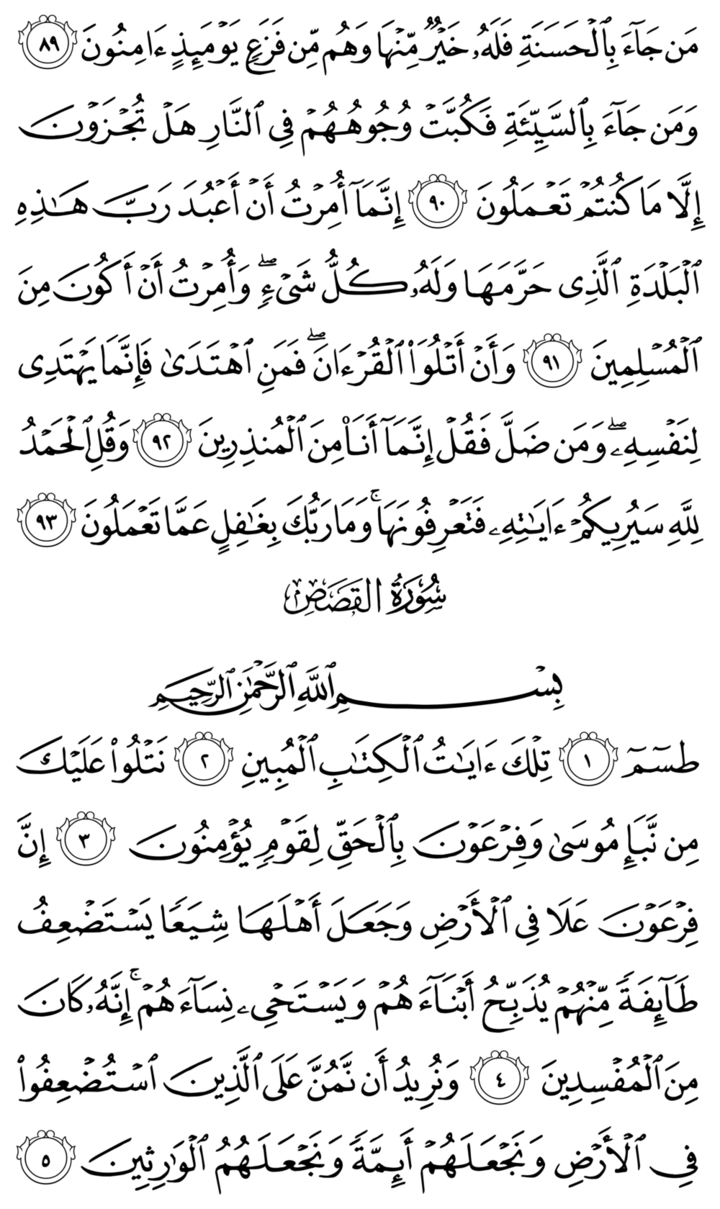 مَن جَآءَ بِٱلْحَسَنَةِ فَلَهُۥ خَيْرٌ مِّنْهَا وَهُم مِّن فَزَعٍ يَوْمَئِذٍ ءَامِنُونَ ٨٩
وَمَن جَآءَ بِٱلسَّيِّئَةِ فَكُبَّتْ وُجُوهُهُمْ فِى ٱلنَّارِ هَلْ تُجْزَوْنَ
إِلَّا مَا كُنتُمْ تَعْمَلُونَ ٩٠ إِنَّمَآ أُمِرْتُ أَنْ أَعْبُدَ رَبَّ هَـٰذِهِ
ٱلْبَلْدَةِ ٱلَّذِى حَرَّمَهَا وَلَهُۥ كُلُّ شَىْءٍ ۖ وَأُمِرْتُ أَنْ أَكُونَ مِنَ
ٱلْمُسْلِمِينَ ٩١ وَأَنْ أَتْلُوَا۟ ٱلْقُرْءَانَ ۖ فَمَنِ ٱهْتَدَىٰ فَإِنَّمَا يَهْتَدِى
لِنَفْسِهِۦ ۖ وَمَن ضَلَّ فَقُلْ إِنَّمَآ أَنَا۠ مِنَ ٱلْمُنذِرِينَ ٩٢ وَقُلِ ٱلْحَمْدُ
لِلَّهِ سَيُرِيكُمْ ءَايَـٰتِهِۦ فَتَعْرِفُونَهَا ۚ وَمَا رَبُّكَ بِغَـٰفِلٍ عَمَّا تَعْمَلُونَ ٩٣
سُورَةُ القَصَصِ
بِسْمِ ٱللَّهِ ٱلرَّحْمَـٰنِ ٱلرَّحِيمِ
طسٓمٓ ١ تِلْكَ ءَايَـٰتُ ٱلْكِتَـٰبِ ٱلْمُبِينِ ٢ نَتْلُوا۟ عَلَيْكَ
مِن نَّبَإِ مُوسَىٰ وَفِرْعَوْنَ بِٱلْحَقِّ لِقَوْمٍ يُؤْمِنُونَ ٣ إِنَّ
فِرْعَوْنَ عَلَا فِى ٱلْأَرْضِ وَجَعَلَ أَهْلَهَا شِيَعًا يَسْتَضْعِفُ
طَآئِفَةً مِّنْهُمْ يُذَبِّحُ أَبْنَآءَهُمْ وَيَسْتَحْىِۦ نِسَآءَهُمْ ۚ إِنَّهُۥ كَانَ
مِنَ ٱلْمُفْسِدِينَ ٤ وَنُرِيدُ أَن نَّمُنَّ عَلَى ٱلَّذِينَ ٱسْتُضْعِفُوا۟
فِى ٱلْأَرْضِ وَنَجْعَلَهُمْ أَئِمَّةً وَنَجْعَلَهُمُ ٱلْوَٰرِثِينَ ٥